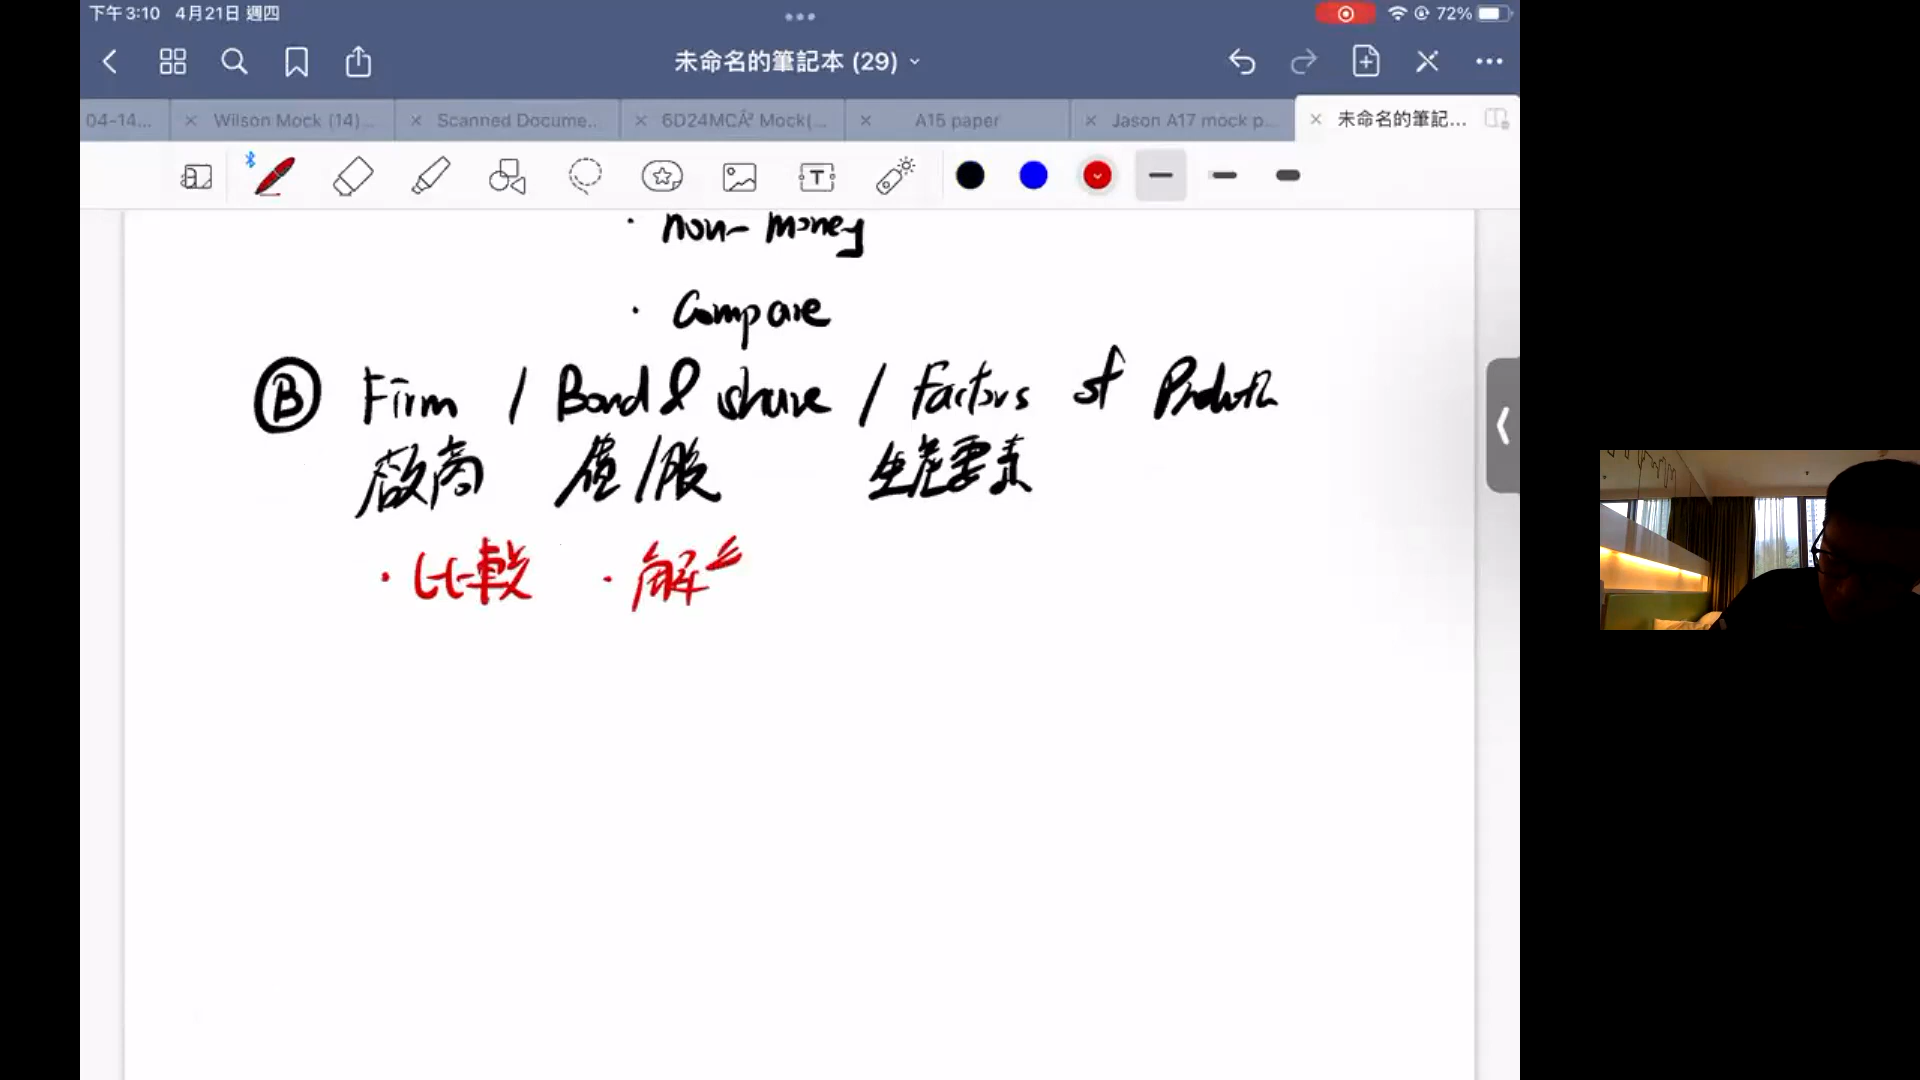 下午3:10 4月21日 週四
72%
未命名的筆記本 (29)
04-14...
Wilson Mock (14)...
Scanned Docume...
6D24MCÂ² Mock(...
A15 paper
Jason A17 mock p...
未命名的筆記...
T
· non-money
· Compare
Ⓑ Firm / Bond & share / Factors of
廠商 債/股 生產要素
· 比較 · 解